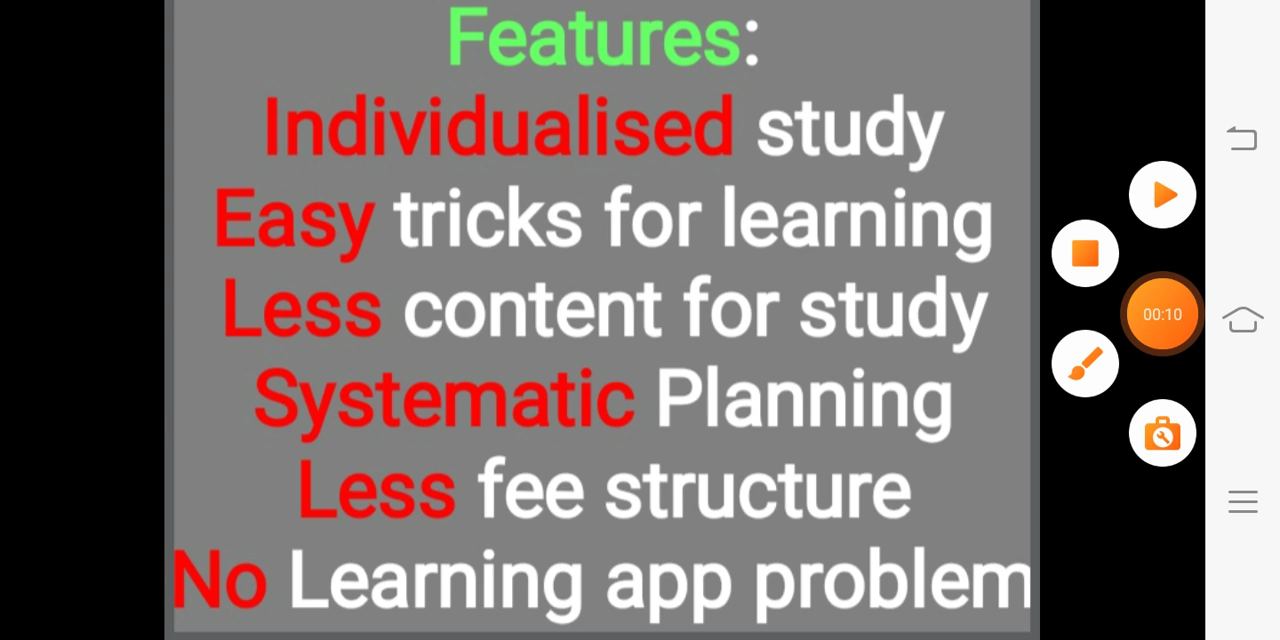 Features:
Individualised study
Easy tricks for learning
Less content for study
Systematic Planning
Less fee structure
No Learning app problem
00:10